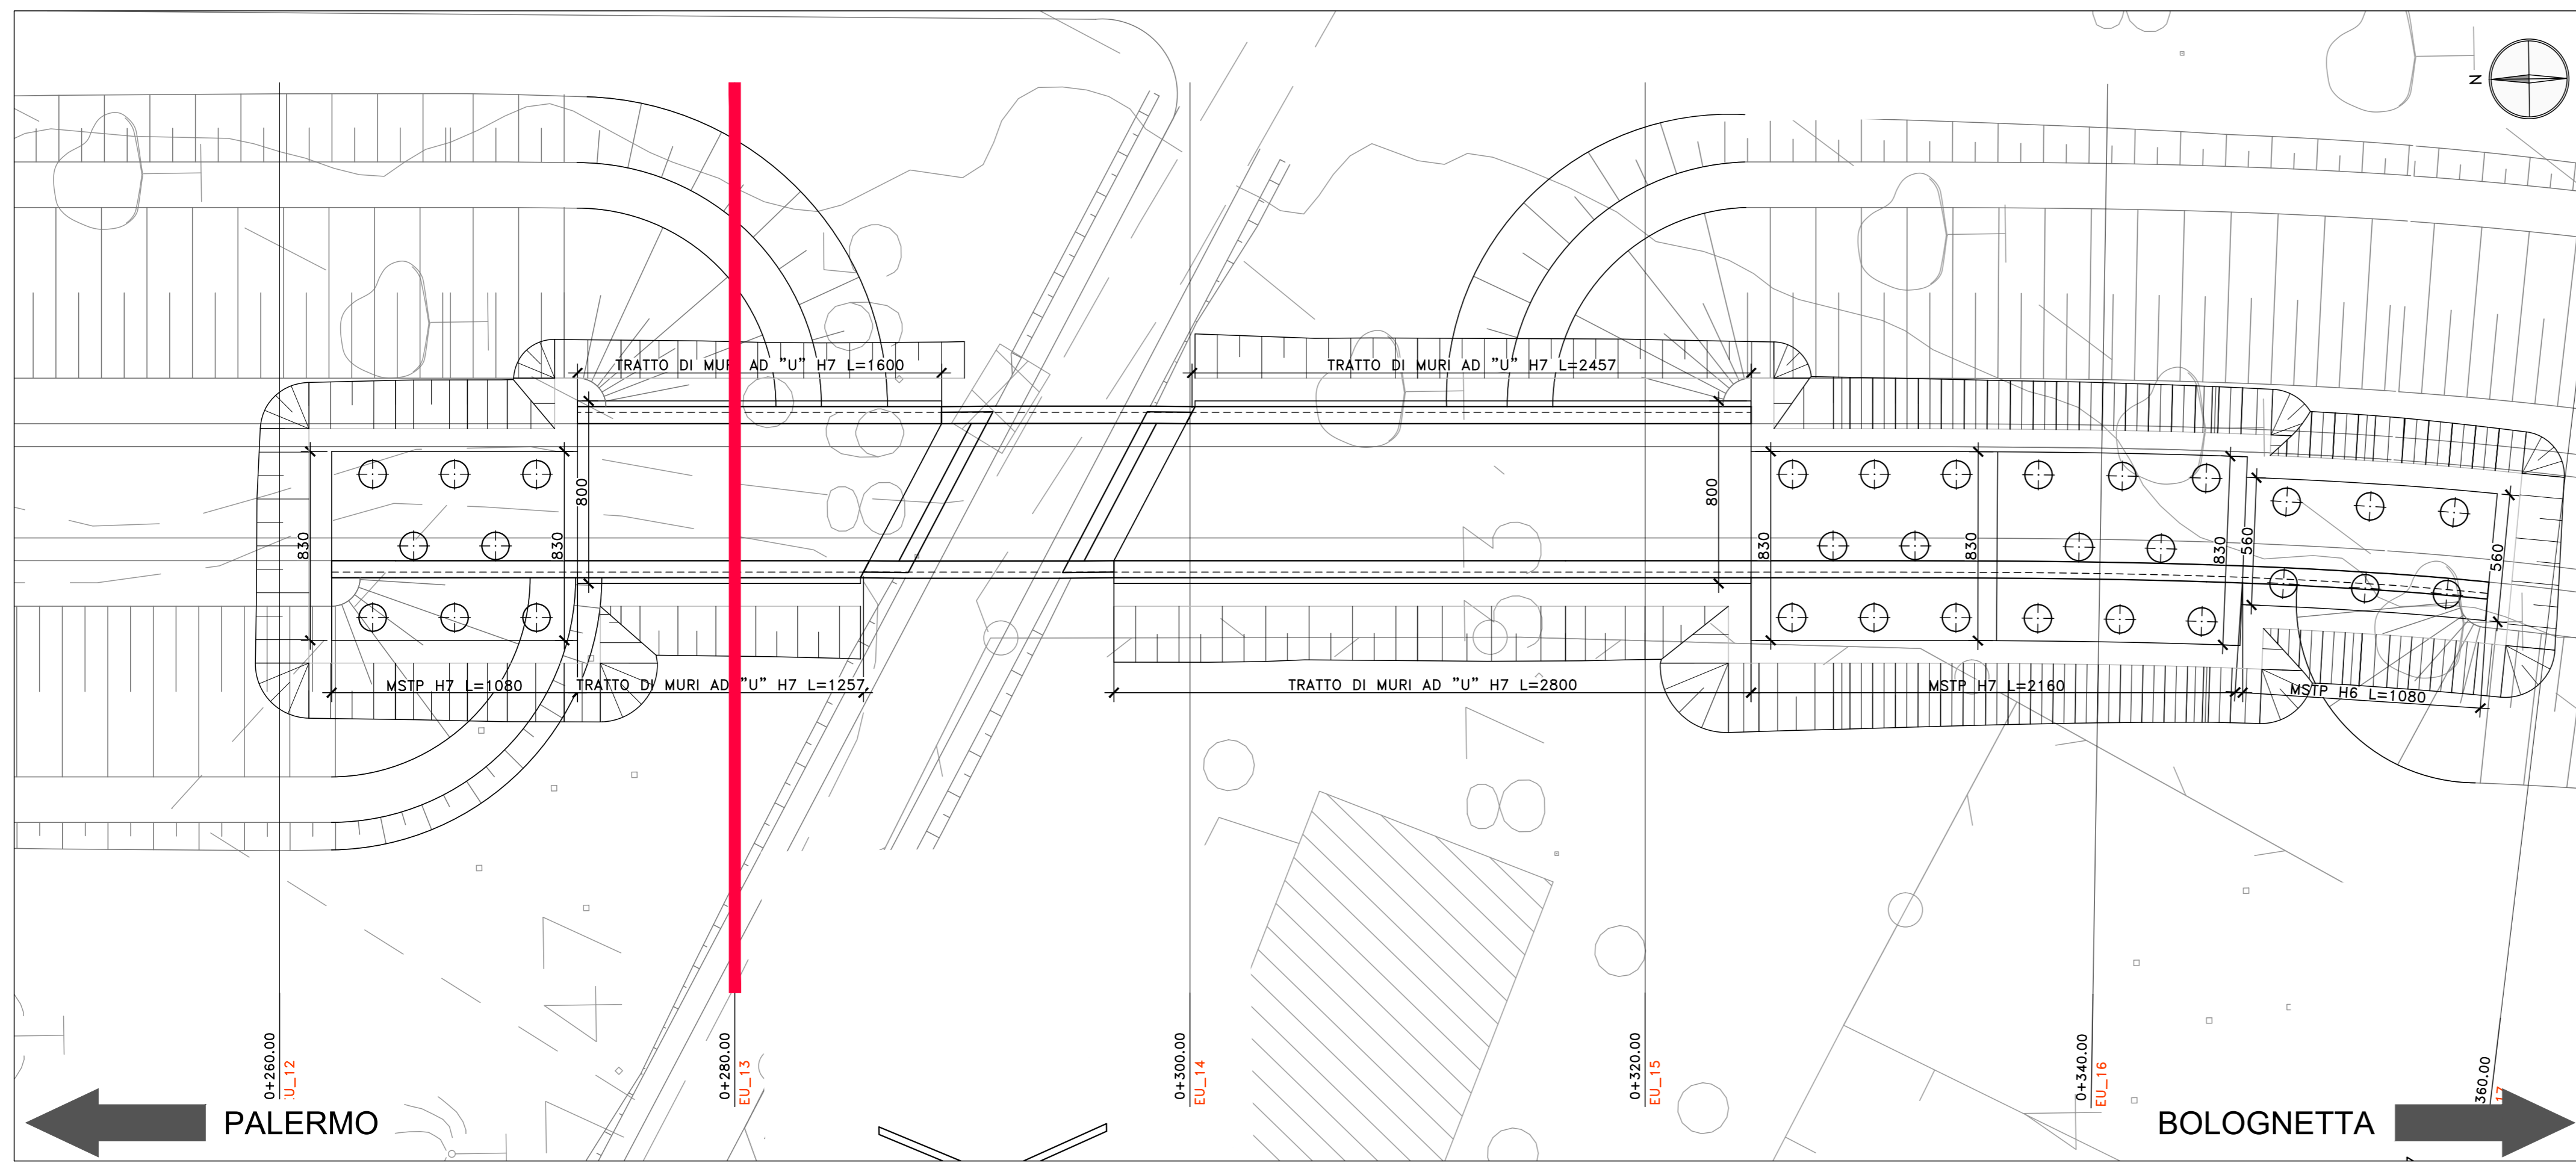 N
TRATTO DI MURI AD "U" H7 L=1600
TRATTO DI MURI AD "U" H7 L=2457
800
800
830
830
830
830
830
560
560
MSTP H7 L=1080
TRATTO DI MURI AD "U" H7 L=1257
TRATTO DI MURI AD "U" H7 L=2800
MSTP H7 L=2160
MSTP H6 L=1080
0+260.00
EU_12
0+280.00
EU_13
0+300.00
EU_14
0+320.00
EU_15
0+340.00
EU_16
360.00
17
PALERMO
BOLOGNETTA